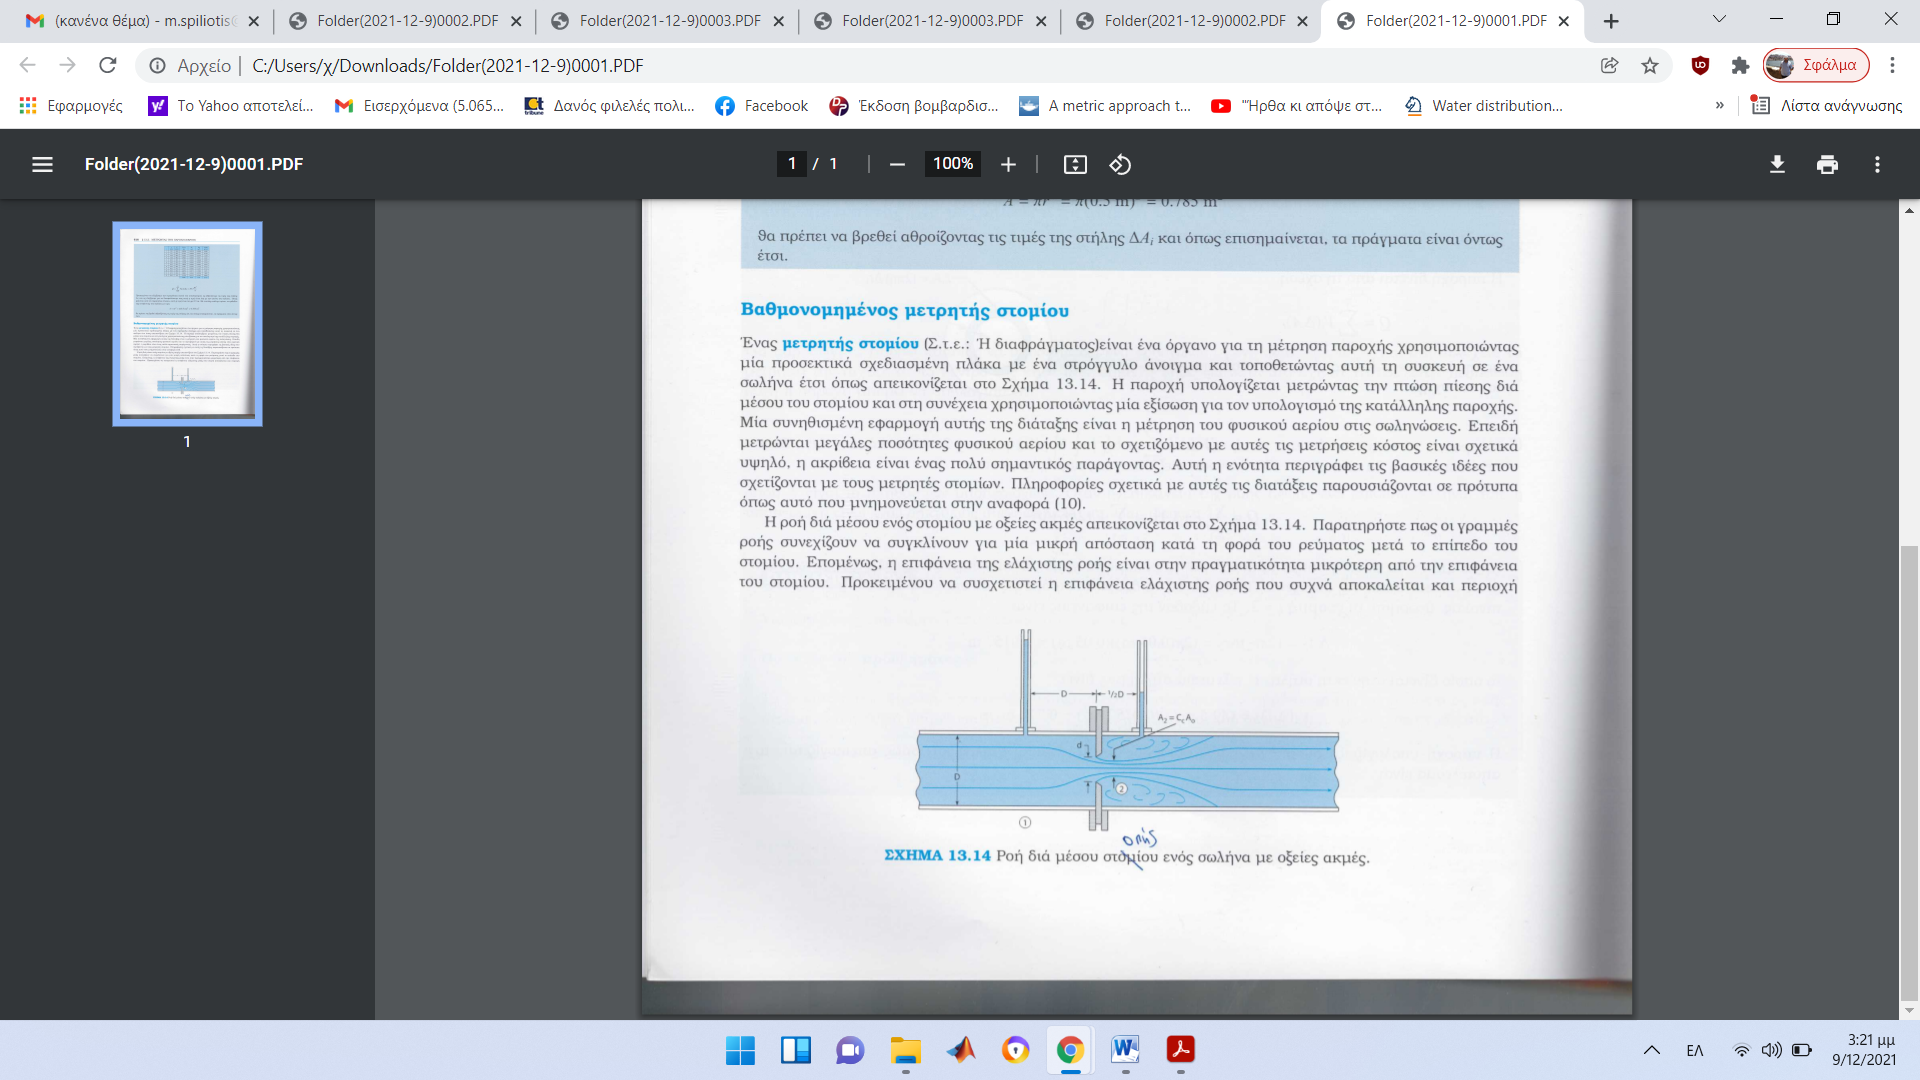 (κανένα θέμα) - m.spiliotis@
Folder(2021-12-9)0002.PDF
Folder(2021-12-9)0003.PDF
Folder(2021-12-9)0003.PDF
Folder(2021-12-9)0002.PDF
Folder(2021-12-9)0001.PDF
Αρχείο | C:/Users/χ/Downloads/Folder(2021-12-9)0001.PDF
Σφάλμα
Εφαρμογές
Το Yahoo αποτελεί...
Εισερχόμενα (5.065...
Δανός φιλελές πολι...
Facebook
Έκδοση βομβαρδισ...
A metric approach t...
"Ήρθα κι απόψε στ...
Water distribution...
»
Λίστα ανάγνωσης
Folder(2021-12-9)0001.PDF
1 / 1
100%
1
A = πr² = π(0.5 m)² = 0.785 m²
θα πρέπει να βρεθεί αθροίζοντας τις τιμές της στήλης ΔAi και όπως επισημαίνεται, τα πράγματα είναι όντως
έτσι.
Βαθμονομημένος μετρητής στομίου
Ένας μετρητής στομίου (Σ.τ.ε.: Ή διαφράγματος)είναι ένα όργανο για τη μέτρηση παροχής χρησιμοποιώντας
μία προσεκτικά σχεδιασμένη πλάκα με ένα στρόγγυλο άνοιγμα και τοποθετώντας αυτή τη συσκευή σε ένα
σωλήνα έτσι όπως απεικονίζεται στο Σχήμα 13.14. Η παροχή υπολογίζεται μετρώντας την πτώση πίεσης διά
μέσου του στομίου και στη συνέχεια χρησιμοποιώντας μία εξίσωση για τον υπολογισμό της κατάλληλης παροχής.
Μία συνηθισμένη εφαρμογή αυτής της διάταξης είναι η μέτρηση του φυσικού αερίου στις σωληνώσεις. Επειδή
μετρώνται μεγάλες ποσότητες φυσικού αερίου και το σχετιζόμενο με αυτές τις μετρήσεις κόστος είναι σχετικά
υψηλό, η ακρίβεια είναι ένας πολύ σημαντικός παράγοντας. Αυτή η ενότητα περιγράφει τις βασικές ιδέες που
σχετίζονται με τους μετρητές στομίων. Πληροφορίες σχετικά με αυτές τις διατάξεις παρουσιάζονται σε πρότυπα
όπως αυτό που μνημονεύεται στην αναφορά (10).
Η ροή διά μέσου ενός στομίου με οξείες ακμές απεικονίζεται στο Σχήμα 13.14. Παρατηρήστε πως οι γραμμές
ροής συνεχίζουν να συγκλίνουν για μία μικρή απόσταση κατά τη φορά του ρεύματος μετά το επίπεδο του
στομίου. Επομένως, η επιφάνεια της ελάχιστης ροής είναι στην πραγματικότητα μικρότερη από την επιφάνεια
του στομίου. Προκειμένου να συσχετιστεί η επιφάνεια ελάχιστης ροής που συχνά αποκαλείται και περιοχή
D
1/2D
A2 = CcAo
d
D
2
1
οπής
ΣΧΗΜΑ 13.14 Ροή διά μέσου στομίου ενός σωλήνα με οξείες ακμές.
ΕΛ
3:21 μμ
9/12/2021